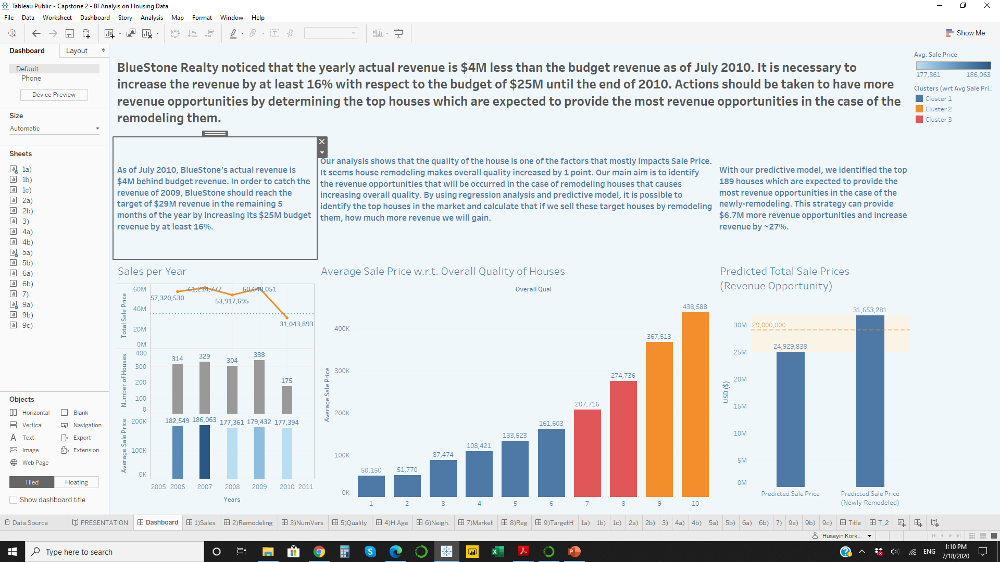 Tableau Public - Capstone 2 - BI Analyis on Housing Data
File Data Worksheet Dashboard Story Analysis Map Format Window Help
Show Me
Dashboard Layout
Default
Phone
Device Preview
Size
Automatic
Sheets
1a)
1b)
1c)
2a)
2b)
3)
4a)
4b)
5a)
5b)
6a)
6b)
7)
9a)
9b)
9c)
Objects
Horizontal Blank
Vertical Navigation
Text Export
Image Extension
Web Page
Tiled Floating
Show dashboard title
BlueStone Realty noticed that the yearly actual revenue is $4M less than the budget revenue as of July 2010. It is necessary to
increase the revenue by at least 16% with respect to the budget of $25M until the end of 2010. Actions should be taken to have more
revenue opportunities by determining the top houses which are expected to provide the most revenue opportunities in the case of the
remodeling them.
Avg. Sale Price
177,361 186,063
Clusters (wrt Avg Sale Pri..
Cluster 1
Cluster 2
Cluster 3
As of July 2010, BlueStone's actual revenue is
$4M behind budget revenue. In order to catch the
revenue of 2009, BlueStone should reach the
target of $29M revenue in the remaining 5
months of the year by increasing its $25M budget
revenue by at least 16%.
Our analysis shows that the quality of the house is one of the factors that mostly impacts Sale Price.
It seems house remodeling makes overall quality increased by 1 point. Our main aim is to identify
the revenue opportunities that will be occurred in the case of remodeling houses that causes
increasing overall quality. By using regression analysis and predictive model, it is possible to
identify the top houses in the market and calculate that if we sell these target houses by remodeling
them, how much more revenue we will gain.
With our predictive model, we identified the top
189 houses which are expected to provide the
most revenue opportunities in the case of the
newly-remodeling. This strategy can provide
$6.7M more revenue opportunities and increase
revenue by ~27%.
Sales per Year
Total Sale Price
60M
40M
20M
0M
57,320,530 61,214,777 53,917,695 60,648,051 31,043,893
Number of Houses
400
300
200
100
0
314 329 304 338 175
Average Sale Price
200K
100K
0K
182,549 186,063 177,361 179,432 177,394
2005 2006 2007 2008 2009 2010 2011
Years
Average Sale Price w.r.t. Overall Quality of Houses
Overall Qual
Average Sale Price
400K
300K
200K
100K
0K
50,150 51,770 87,474 108,421 133,523 161,603 207,716 274,736 367,513 438,588
1 2 3 4 5 6 7 8 9 10
Predicted Total Sale Prices
(Revenue Opportunity)
USD ($)
30M
25M
20M
15M
10M
5M
0M
29,000,000
24,929,838
31,653,281
Predicted Sale Price
Predicted Sale Price
(Newly-Remodeled)
Data Source PRESENTATION Dashboard 1)Sales 2)Remodeling 3)NumVars 5)Quality 4)H.Age 6)Neigh. 7)Market 8)Reg 9)TargetH 1a) 1b) 1c) 2a) 2b) 3) 4a) 4b) 5a) 5b) 6a) 6b) 7) 9a) 9b) 9c) Title T_2
Huseyin Kork...
Type here to search
ENG
1:10 PM
7/18/2020